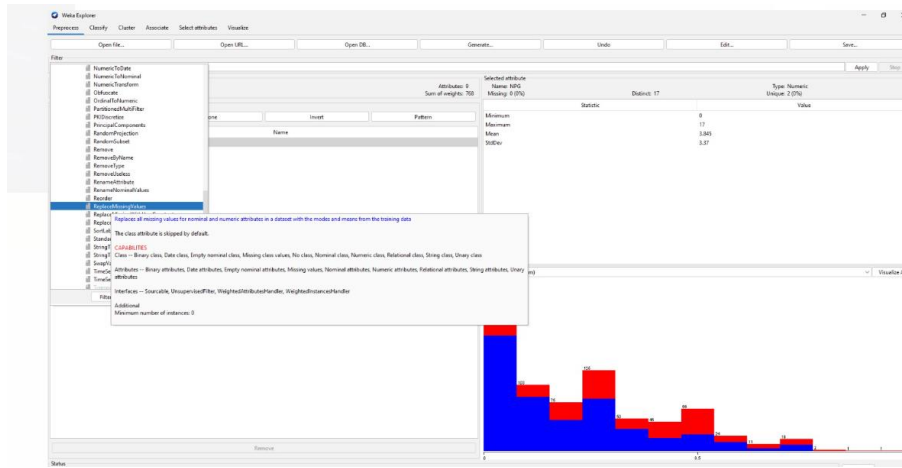 Weka Explorer
Preprocess Classify Cluster Associate Select attributes Visualize
Open file... Open URL... Open DB... Generate... Undo Edit... Save...
Filter
Apply Stop
NumericToDate
NumericToNominal
NumericTransform
Obfuscate
OrdinalToNumeric
PartitionedMultiFilter
PKIDiscretize
PrincipalComponents
RandomProjection
RandomSubset
Remove
RemoveByName
RemoveType
RemoveUseless
RenameAttribute
RenameNominalValues
Reorder
ReplaceMissingValues
Attributes: 9
Sum of weights: 768
Invert Pattern
Name
Selected attribute
Name: NPG Type: Numeric
Missing: 0 (0%) Distinct: 17 Unique: 2 (0%)
Statistic Value
Minimum 0
Maximum 17
Mean 3.845
StdDev 3.37
Replaces all missing values for nominal and numeric attributes in a dataset with the modes and means from the training data
The class attribute is skipped by default.
CAPABILITIES
Class -- Binary class, Date class, Empty nominal class, Missing class values, No class, Nominal class, Numeric class, Relational class, String class, Unary class
Attributes -- Binary attributes, Date attributes, Empty nominal attributes, Missing values, Nominal attributes, Numeric attributes, Relational attributes, String attributes, Unary
attributes
Interfaces -- Sourcable, UnsupervisedFilter, WeightedAttributesHandler, WeightedInstancesHandler
Additional
Minimum number of instances: 0
Visualize
Remove
Status